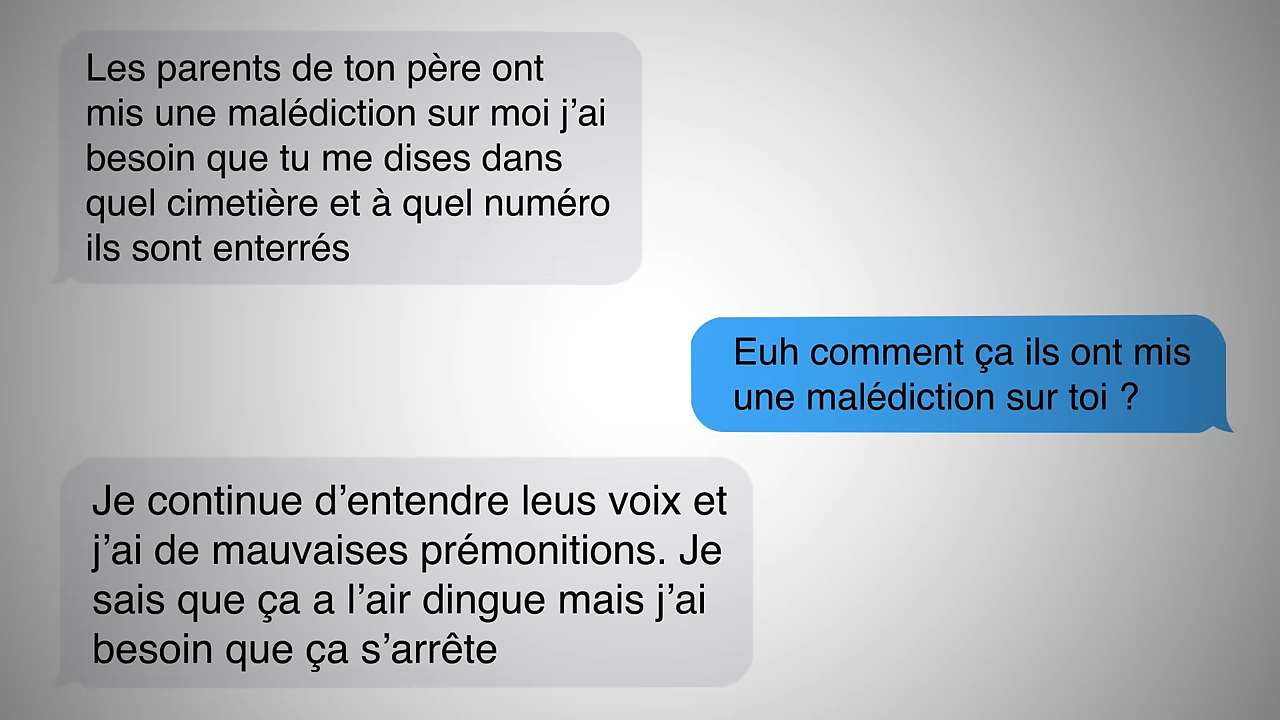 Les parents de ton père ont
mis une malédiction sur moi j’ai
besoin que tu me dises dans
quel cimetière et à quel numéro
ils sont enterrés
Euh comment ça ils ont mis
une malédiction sur toi ?
Je continue d’entendre leus voix et
j’ai de mauvaises prémonitions. Je
sais que ça a l’air dingue mais j’ai
besoin que ça s’arrête